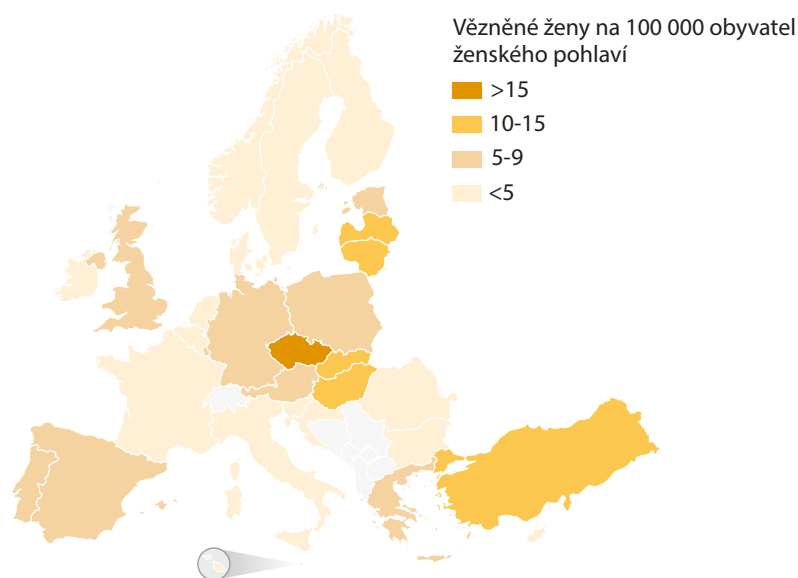 Vězněné ženy na 100 000 obyvatel
ženského pohlaví
>15
10-15
5-9
<5